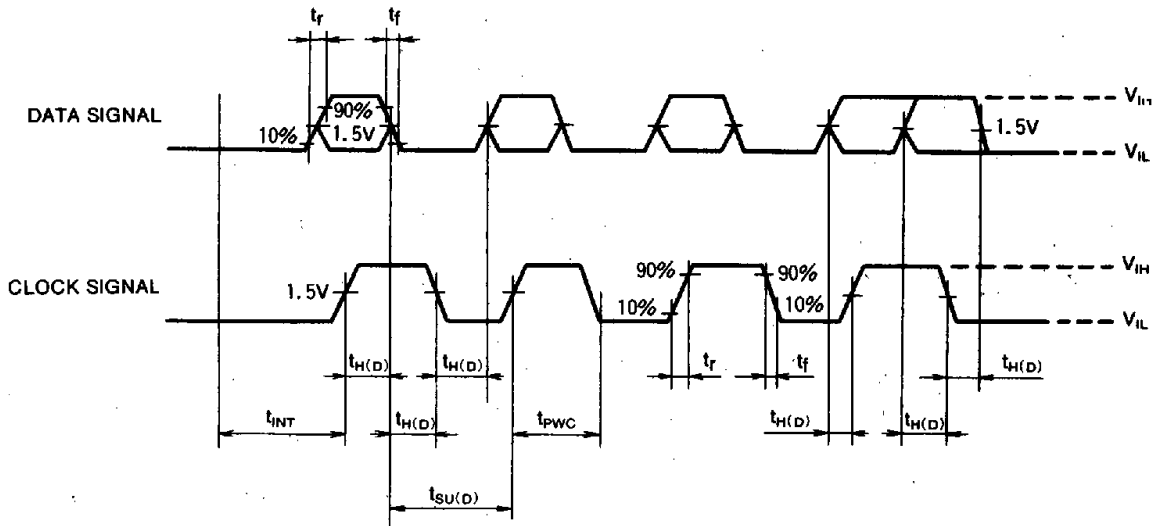 tr tf
DATA SIGNAL
90%
10%
1.5V
1.5V
VIL
CLOCK SIGNAL
1.5V
90%
90%
10%
10%
VIH
VIL
tH(D) tH(D) tr tf tH(D)
tINT tH(D) tPWC tH(D) tH(D)
tSU(D)